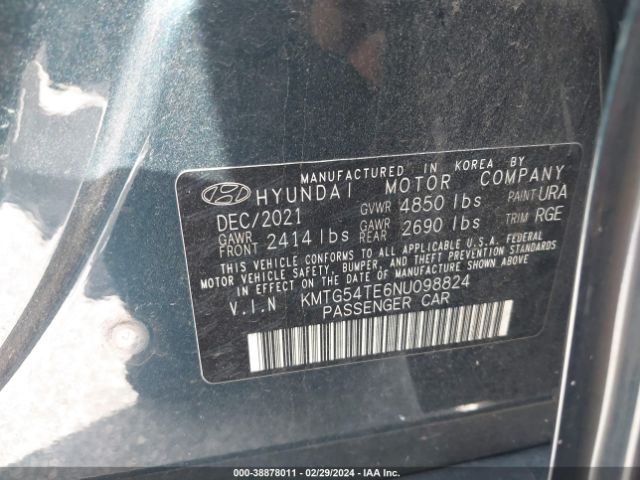 MANUFACTURED IN KOREA BY
HYUNDAI MOTOR COMPANY
DEC/2021 GVWR 4850 lbs PAINT URA
GAWR FRONT 2414 lbs GAWR REAR 2690 lbs TRIM RGE
THIS VEHICLE CONFORMS TO ALL APPLICABLE U.S.A. FEDERAL
MOTOR VEHICLE SAFETY, BUMPER, AND THEFT PREVENTION STANDARDS
IN EFFECT ON THE DATE OF MANUFACTURE SHOWN ABOVE.
V.I.N KMTG54TE6NU098824
PASSENGER CAR
000-38878011 - 02/29/2024 - IAA Inc.